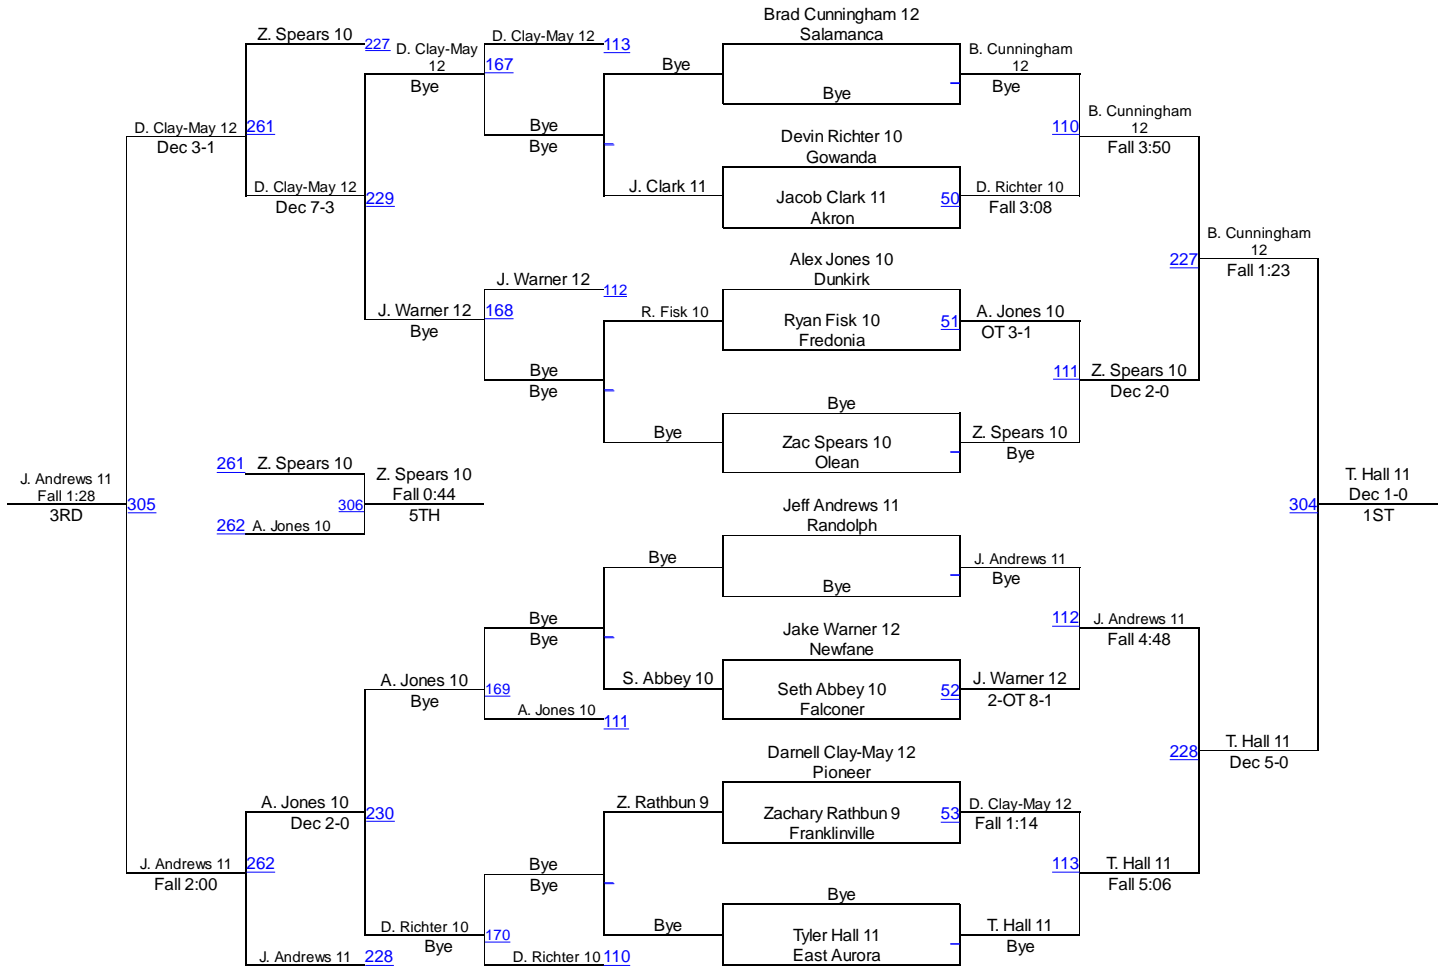 Brad Cunningham 12
Salamanca
Z. Spears 10
227
D. Clay-May
12
Bye
D. Clay-May 12
113
167
Bye
Bye
B. Cunningham
12
Bye
D. Clay-May 12
Dec 3-1
261
Bye
Bye
Devin Richter 10
Gowanda
110
B. Cunningham
12
Fall 3:50
D. Clay-May 12
Dec 7-3
229
J. Clark 11
Jacob Clark 11
Akron
50
D. Richter 10
Fall 3:08
Alex Jones 10
Dunkirk
227
B. Cunningham
12
Fall 1:23
J. Warner 12
112
J. Warner 12
Bye
168
R. Fisk 10
Ryan Fisk 10
Fredonia
51
A. Jones 10
OT 3-1
Bye
Bye
111
Z. Spears 10
Dec 2-0
Bye
Bye
Zac Spears 10
Olean
Z. Spears 10
Bye
261
Z. Spears 10
Z. Spears 10
Fall 0:44
5TH
306
262
A. Jones 10
J. Andrews 11
Fall 1:28
3RD
305
304
T. Hall 11
Dec 1-0
1ST
Jeff Andrews 11
Randolph
Bye
Bye
J. Andrews 11
Bye
Bye
Bye
Jake Warner 12
Newfane
112
J. Andrews 11
Fall 4:48
A. Jones 10
Bye
169
S. Abbey 10
Seth Abbey 10
Falconer
52
J. Warner 12
2-OT 8-1
A. Jones 10
111
Darnell Clay-May 12
Pioneer
228
T. Hall 11
Dec 5-0
A. Jones 10
Dec 2-0
230
Z. Rathbun 9
Zachary Rathbun 9
Franklinville
53
D. Clay-May 12
Fall 1:14
J. Andrews 11
Fall 2:00
262
Bye
Bye
113
T. Hall 11
Fall 5:06
Bye
D. Richter 10
Bye
170
Bye
Tyler Hall 11
East Aurora
T. Hall 11
Bye
J. Andrews 11
228
D. Richter 10
110